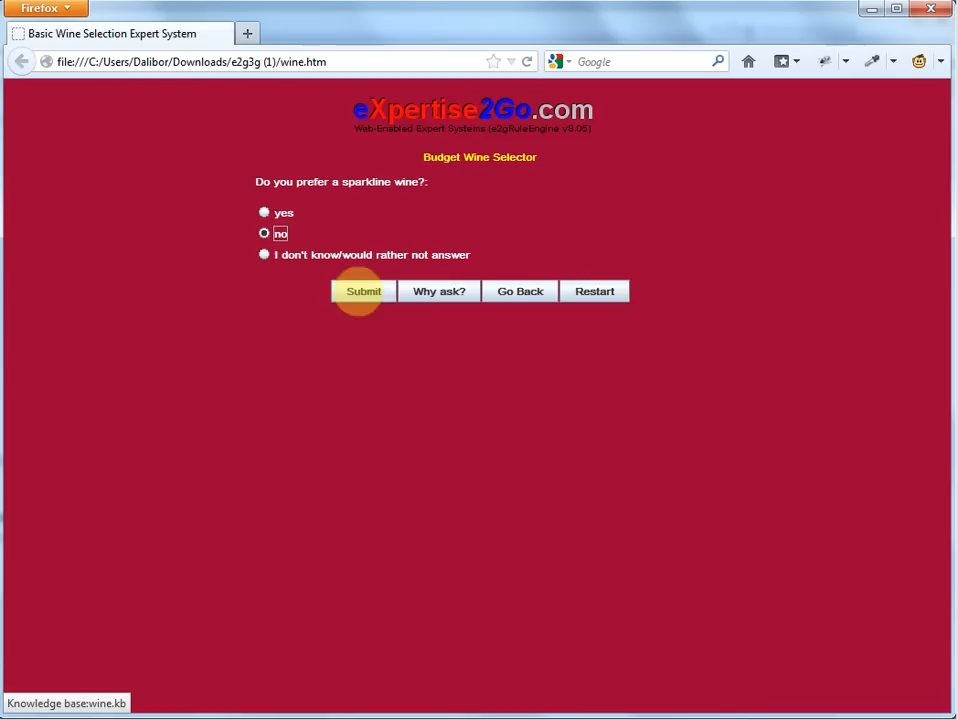 Firefox
Basic Wine Selection Expert System
file:///C:/Users/Dalibor/Downloads/e2g3g (1)/wine.htm
Google
eXpertise2Go.com
Web-Enabled Expert Systems (e2gRuleEngine v6.05)
Budget Wine Selector
Do you prefer a sparkline wine?:
yes
no
I don't know/would rather not answer
Submit Why ask? Go Back Restart
Knowledge base:wine.kb